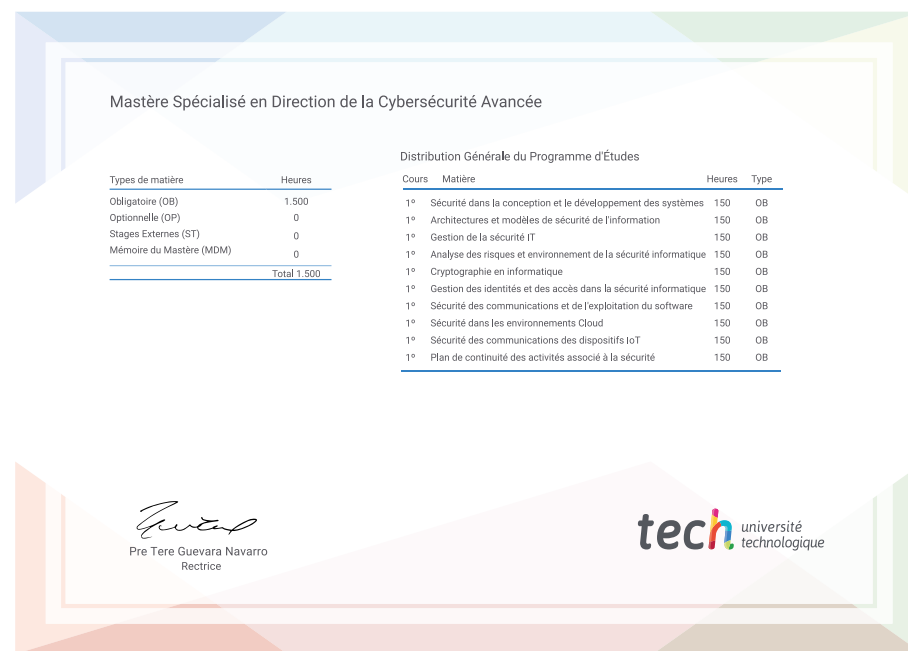 Mastère Spécialisé en Direction de la Cybersécurité Avancée
Types de matière Heures
Obligatoire (OB) 1.500
Optionnelle (OP) 0
Stages Externes (ST) 0
Mémoire du Mastère (MDM) 0
Total 1.500
Distribution Générale du Programme d'Études
Cours Matière Heures Type
1º Sécurité dans la conception et le développement des systèmes 150 OB
1º Architectures et modèles de sécurité de l'information 150 OB
1º Gestion de la sécurité IT 150 OB
1º Analyse des risques et environnement de la sécurité informatique 150 OB
1º Cryptographie en informatique 150 OB
1º Gestion des identités et des accès dans la sécurité informatique 150 OB
1º Sécurité des communications et de l'exploitation du software 150 OB
1º Sécurité dans les environnements Cloud 150 OB
1º Sécurité des communications des dispositifs IoT 150 OB
1º Plan de continuité des activités associé à la sécurité 150 OB
Pre Tere Guevara Navarro
Rectrice
tech université
technologique